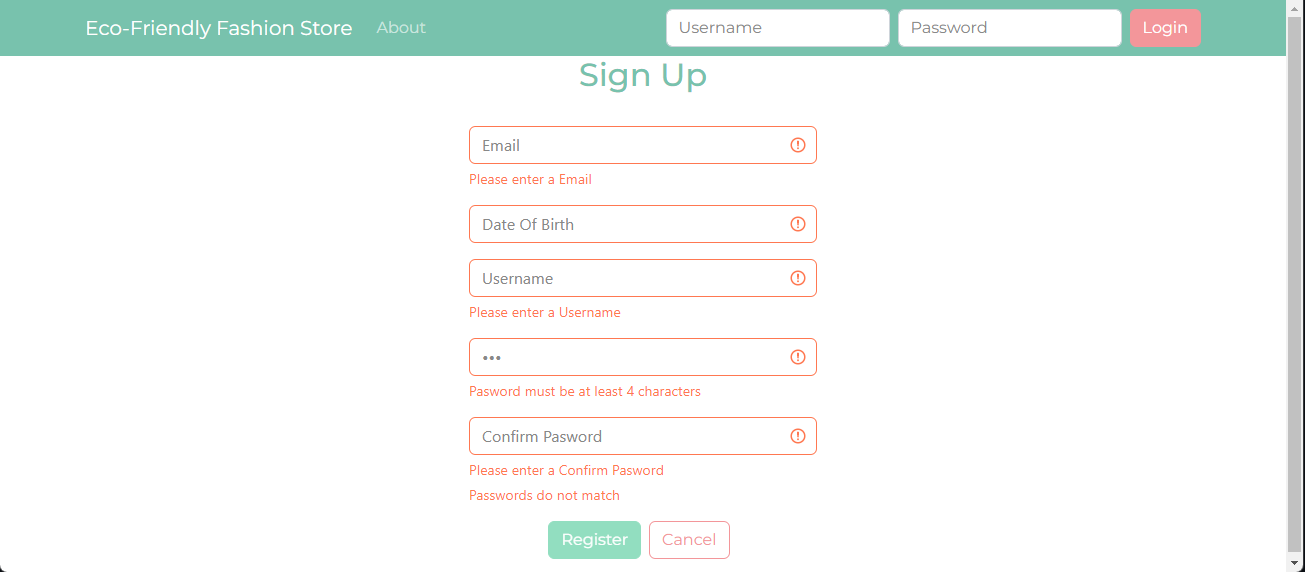 Eco-Friendly Fashion Store About Username Password Login
Sign Up
Email
Please enter a Email
Date Of Birth
Username
Please enter a Username
•••
Pasword must be at least 4 characters
Confirm Pasword
Please enter a Confirm Pasword
Passwords do not match
Register Cancel